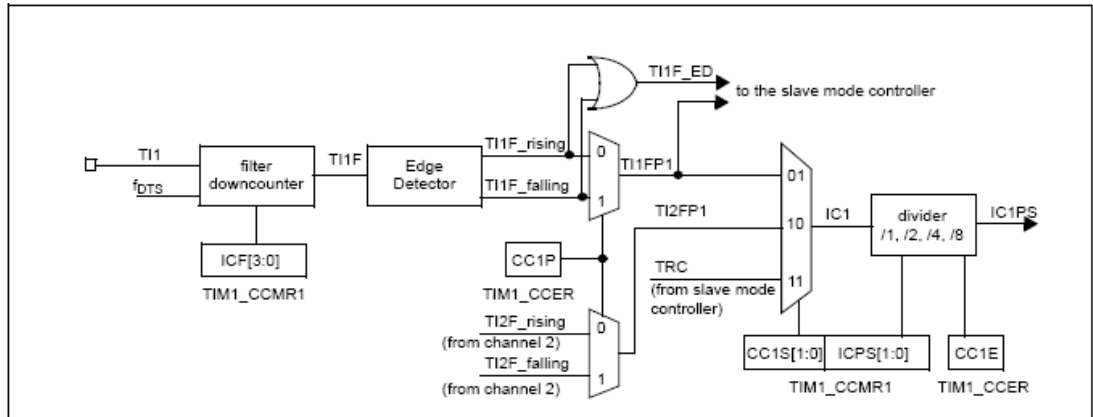 TI1F_ED
to the slave mode controller
TI1
f DTS
filter
downcounter
ICF[3:0]
TIM1_CCMR1
TI1F
Edge
Detector
TI1F_rising
TI1F_falling
0
1
TI1FP1
TI2FP1
CC1P
TIM1_CCER
TRC
(from slave mode
controller)
TI2F_rising
(from channel 2)
TI2F_falling
(from channel 2)
0
1
01
10
11
IC1
divider
/1, /2, /4, /8
IC1PS
CC1S[1:0]
ICPS[1:0]
TIM1_CCMR1
CC1E
TIM1_CCER